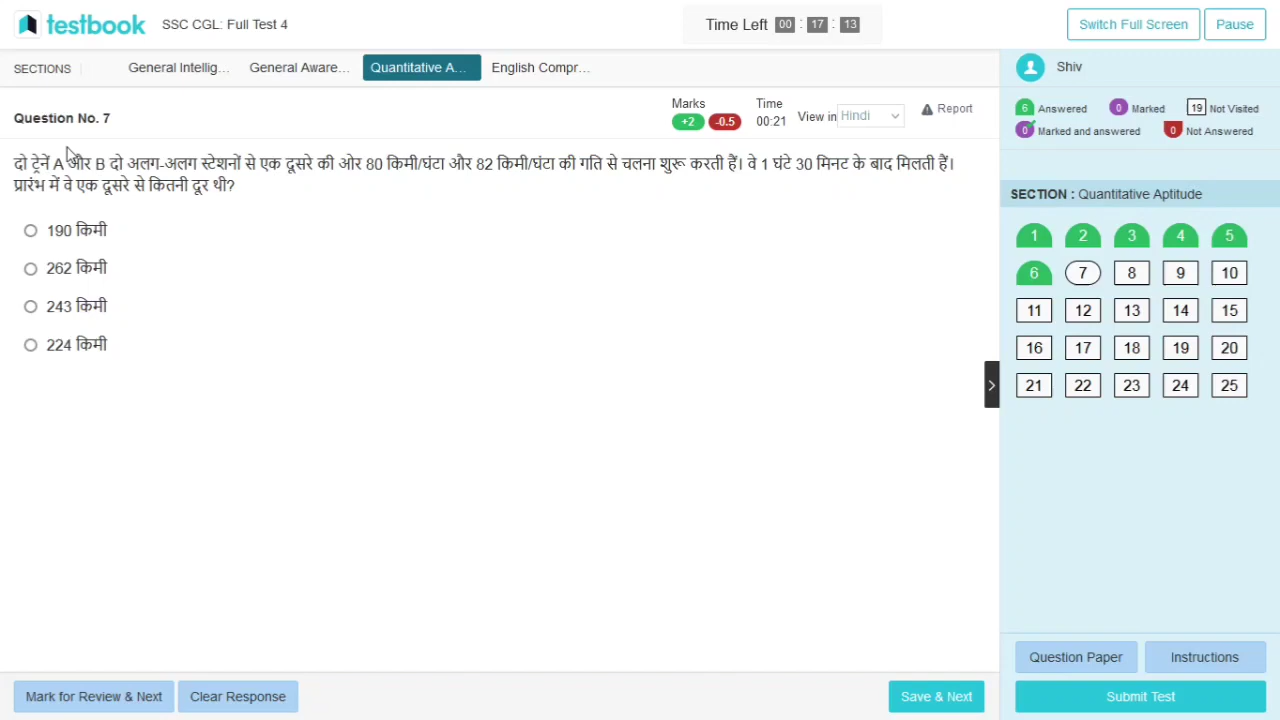 testbook SSC CGL: Full Test 4 Time Left 00 : 17 : 13 Switch Full Screen Pause
SECTIONS General Intellig... General Aware... Quantitative A... English Compr... Shiv
Question No. 7 Marks +2 -0.5 Time 00:21 View in Hindi Report
6 Answered 0 Marked 19 Not Visited
0 Marked and answered 0 Not Answered
दो ट्रेनें A और B दो अलग-अलग स्टेशनों से एक दूसरे की ओर 80 किमी/घंटा और 82 किमी/घंटा की गति से चलना शुरू करती हैं। वे 1 घंटे 30 मिनट के बाद मिलती हैं।
प्रारंभ में वे एक दूसरे से कितनी दूर थी?
190 किमी
262 किमी
243 किमी
224 किमी
SECTION : Quantitative Aptitude
1 2 3 4 5
6 7 8 9 10
11 12 13 14 15
16 17 18 19 20
21 22 23 24 25
Question Paper Instructions
Mark for Review & Next Clear Response Save & Next Submit Test